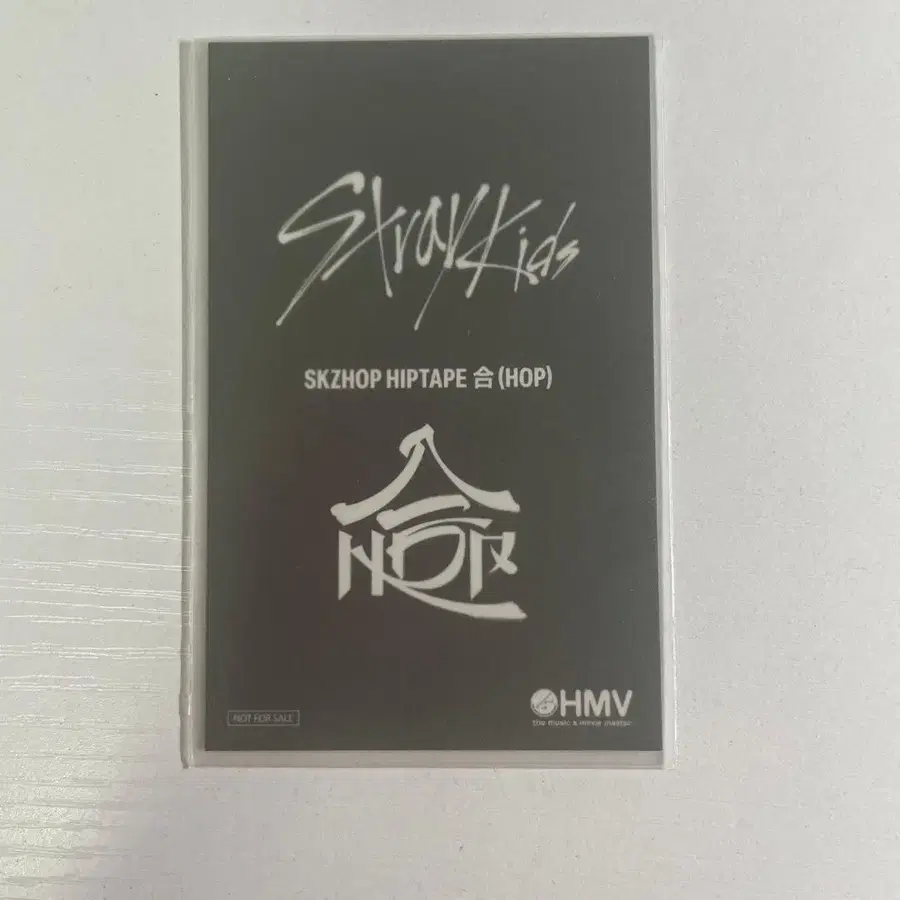 Stray Kids
SKZHOP HIPTAPE 合 (HOP)
合 HOP
NOT FOR SALE
HMV
the music & movie master